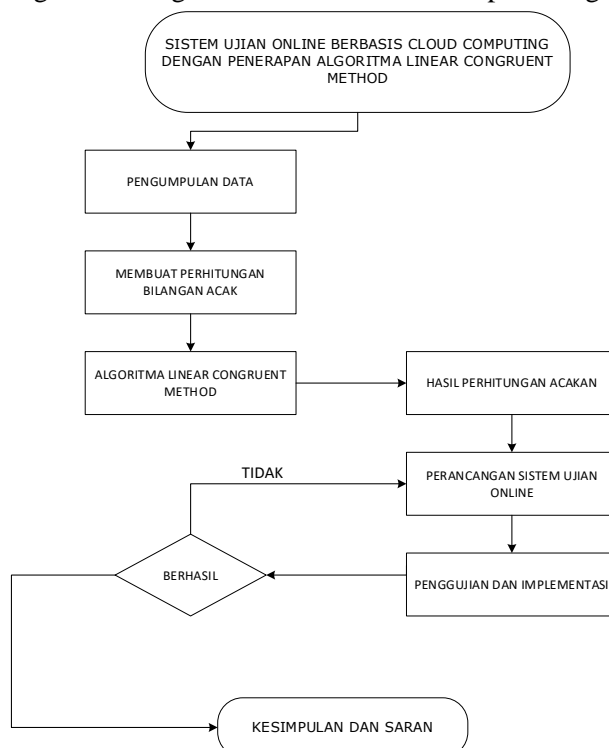 SISTEM UJIAN ONLINE BERBASIS CLOUD COMPUTING
DENGAN PENERAPAN ALGORITMA LINEAR CONGRUENT
METHOD
PENGUMPULAN DATA
MEMBUAT PERHITUNGAN
BILANGAN ACAK
ALGORITMA LINEAR CONGRUENT
METHOD
HASIL PERHITUNGAN ACAKAN
TIDAK
PERANCANGAN SISTEM UJIAN
ONLINE
BERHASIL
PENGGUJIAN DAN IMPLEMENTASI
KESIMPULAN DAN SARAN